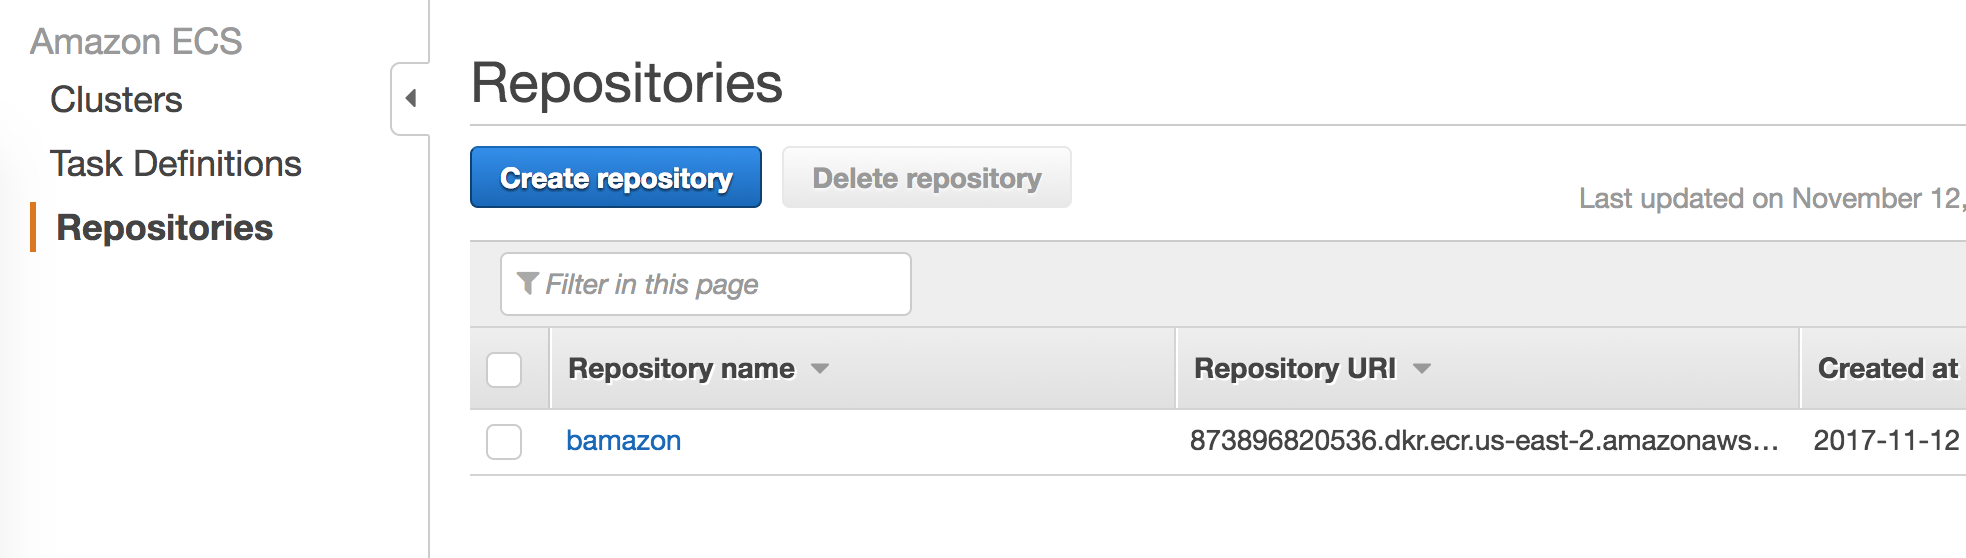 Amazon ECS
Clusters
Task Definitions
Repositories
Repositories
Create repository
Delete repository
Last updated on November 12,
Filter in this page
Repository name
Repository URI
Created at
bamazon
873896820536.dkr.ecr.us-east-2.amazonaws...
2017-11-12